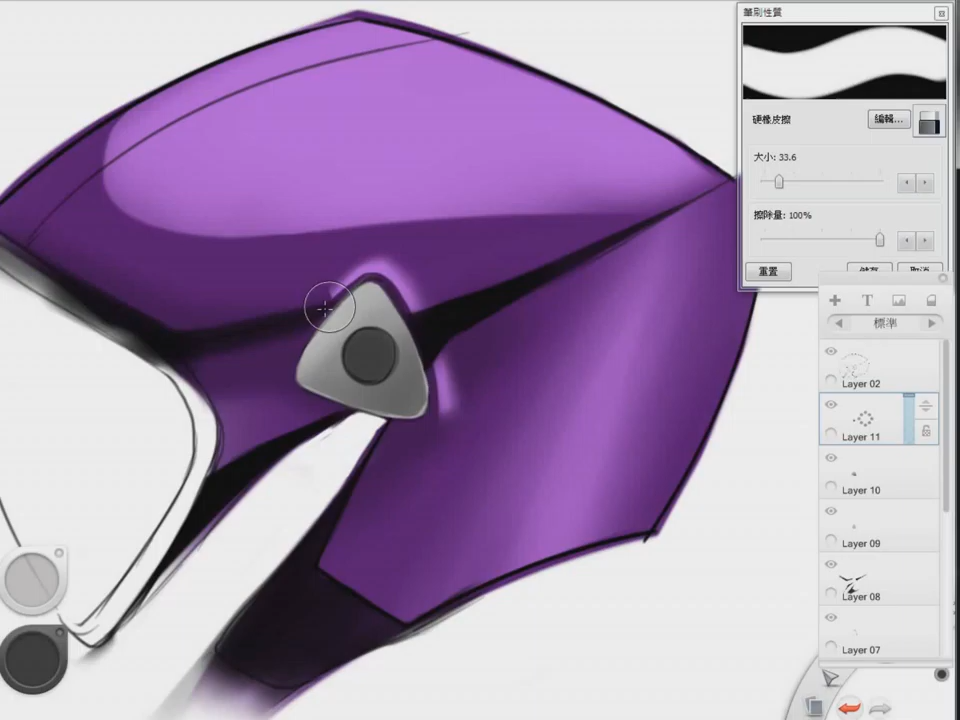 筆刷性質
硬橡皮擦
編輯...
大小: 33.6
擦除量: 100%
重置
儲存
取消
T
標準
Layer 02
Layer 11
Layer 10
Layer 09
Layer 08
Layer 07